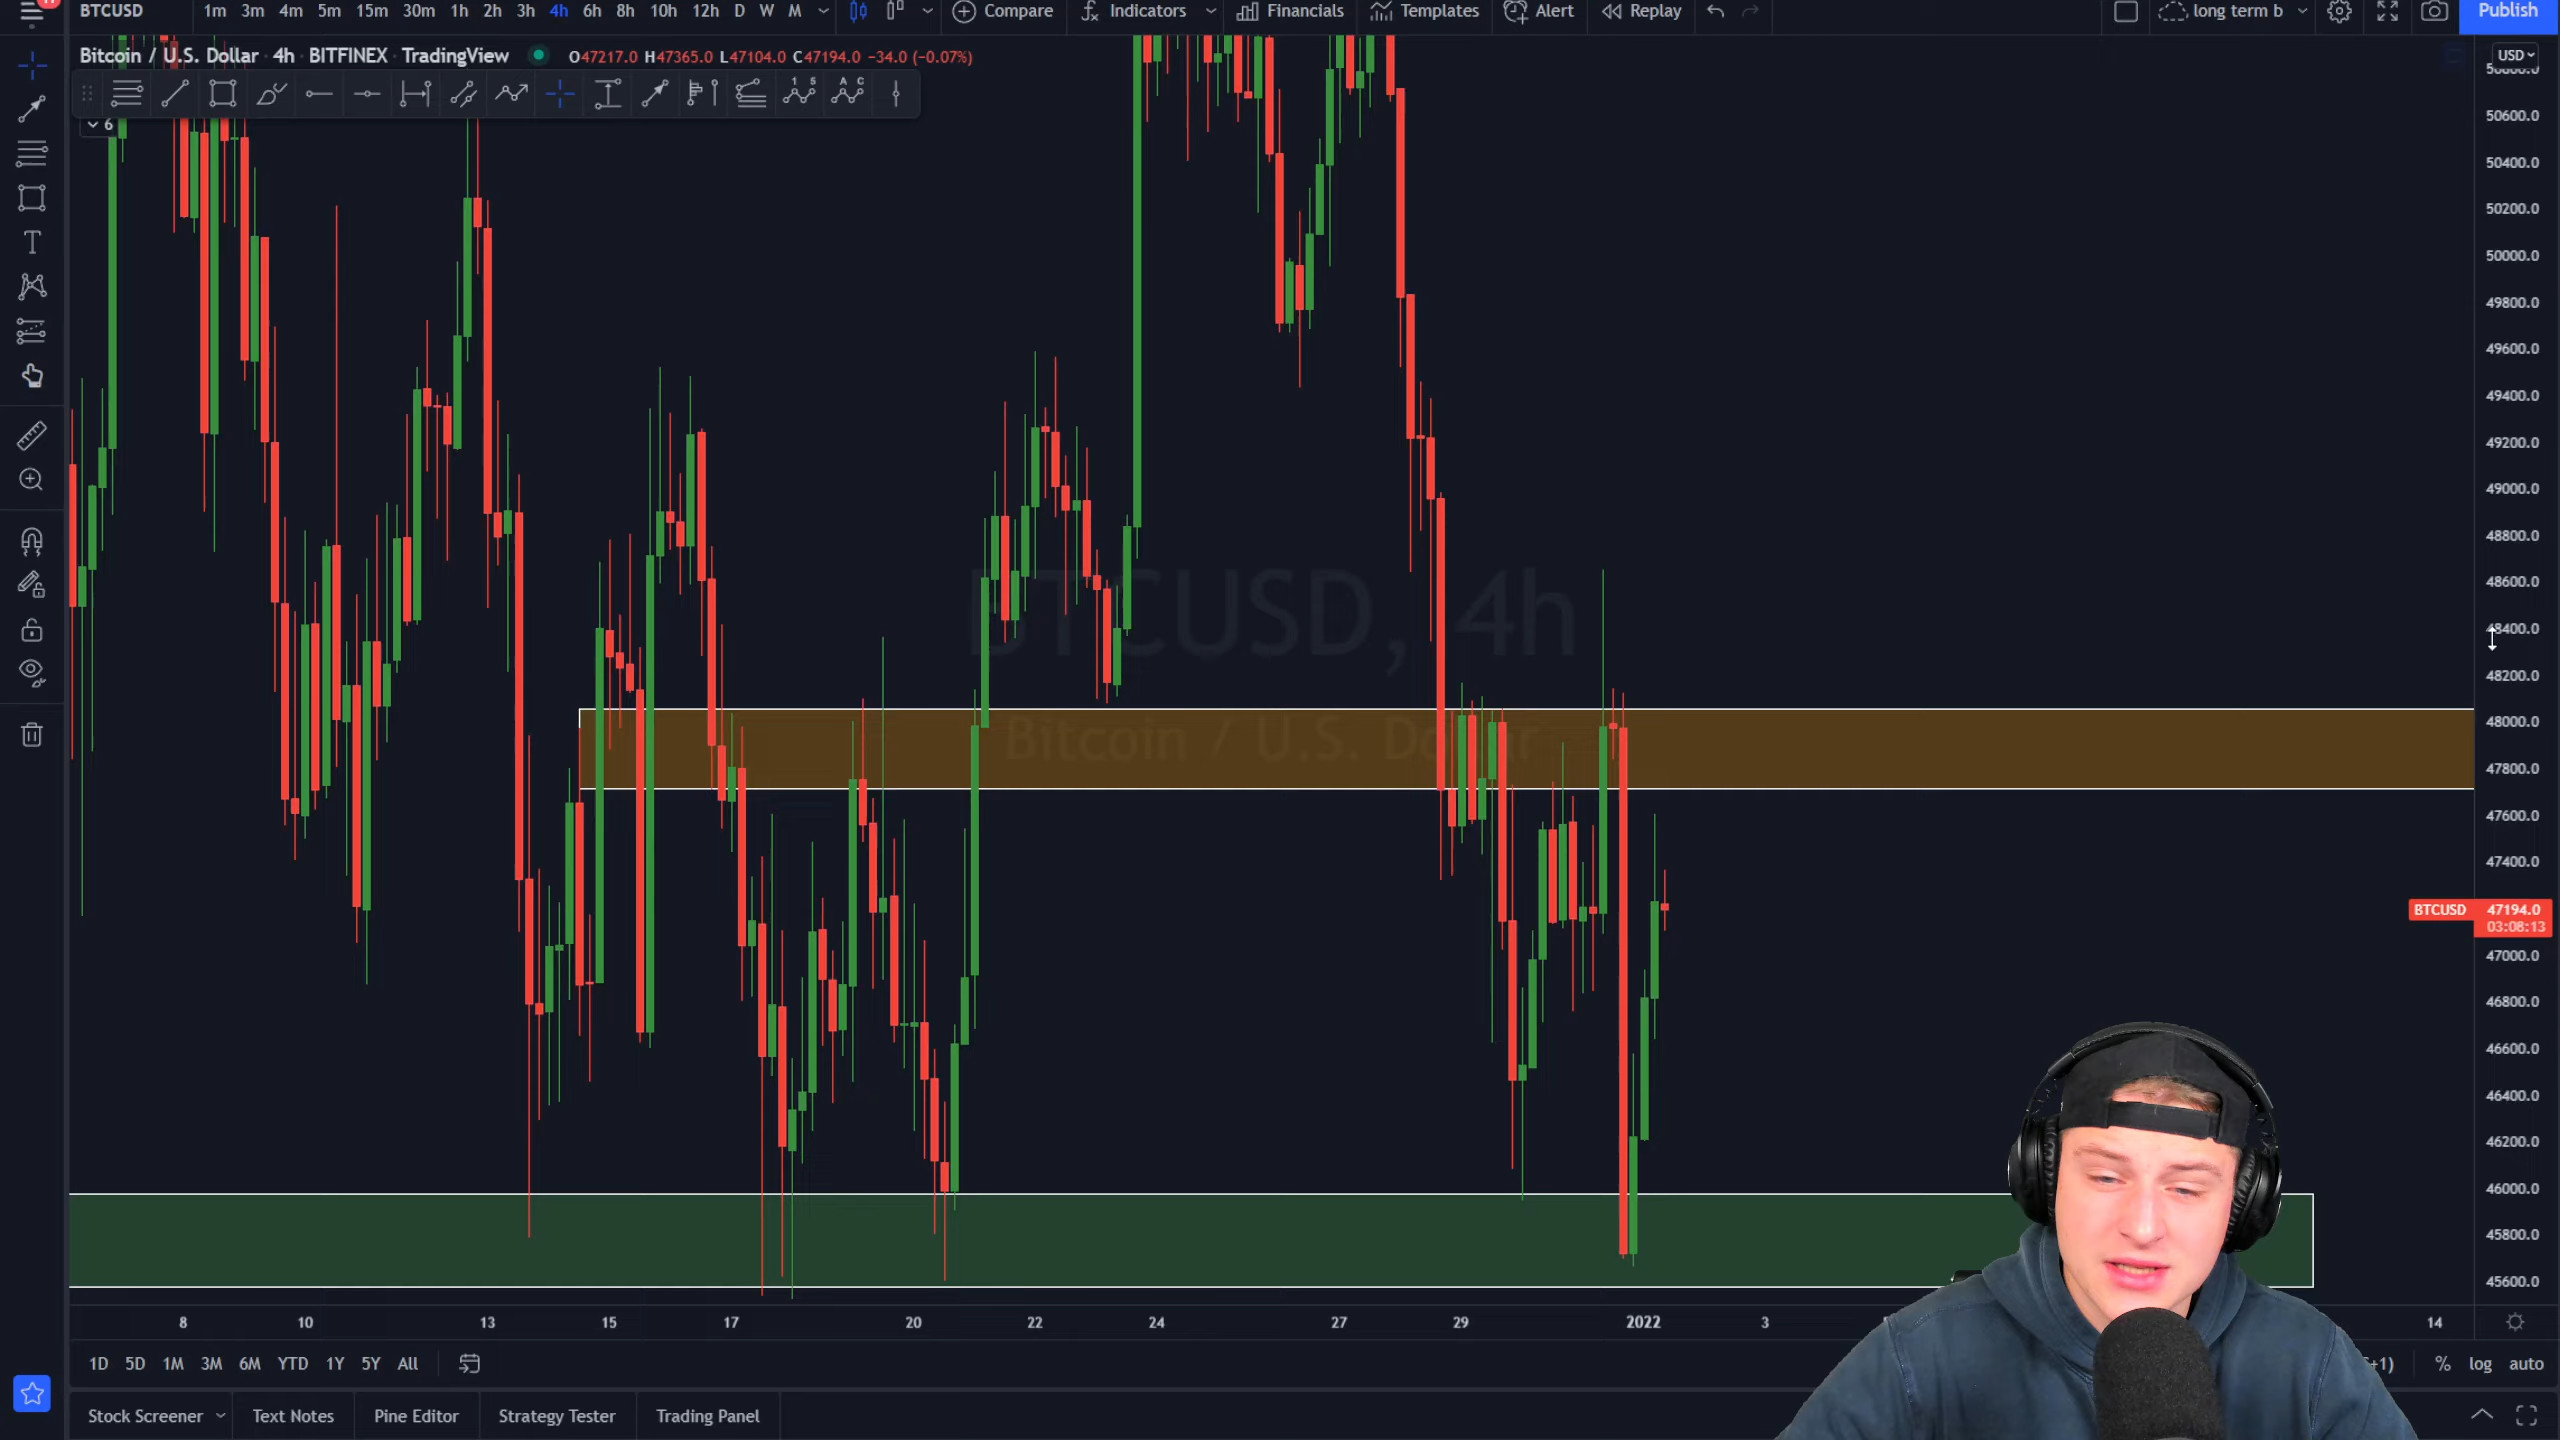 BTCUSD 1m 3m 4m 5m 15m 30m 1h 2h 3h 4h 6h 8h 10h 12h D W M Compare Indicators Financials Templates Alert Replay long term b Publish
Bitcoin / U.S. Dollar · 4h · BITFINEX · TradingView O47217.0 H47365.0 L47104.0 C47194.0 −34.0 (−0.07%)
USD
1 5
A C
6
50600.0
50400.0
50200.0
50000.0
49800.0
49600.0
49400.0
49200.0
49000.0
48800.0
48600.0
48400.0
48200.0
48000.0
47800.0
47600.0
47400.0
BTCUSD 47194.0
03:08:13
47000.0
46800.0
46600.0
46400.0
46200.0
46000.0
45800.0
45600.0
BTCUSD, 4h
Bitcoin / U.S. Dollar
8 10 13 15 17 20 22 24 27 29 2022 3 14
1D 5D 1M 3M 6M YTD 1Y 5Y All +1) % log auto
Stock Screener Text Notes Pine Editor Strategy Tester Trading Panel